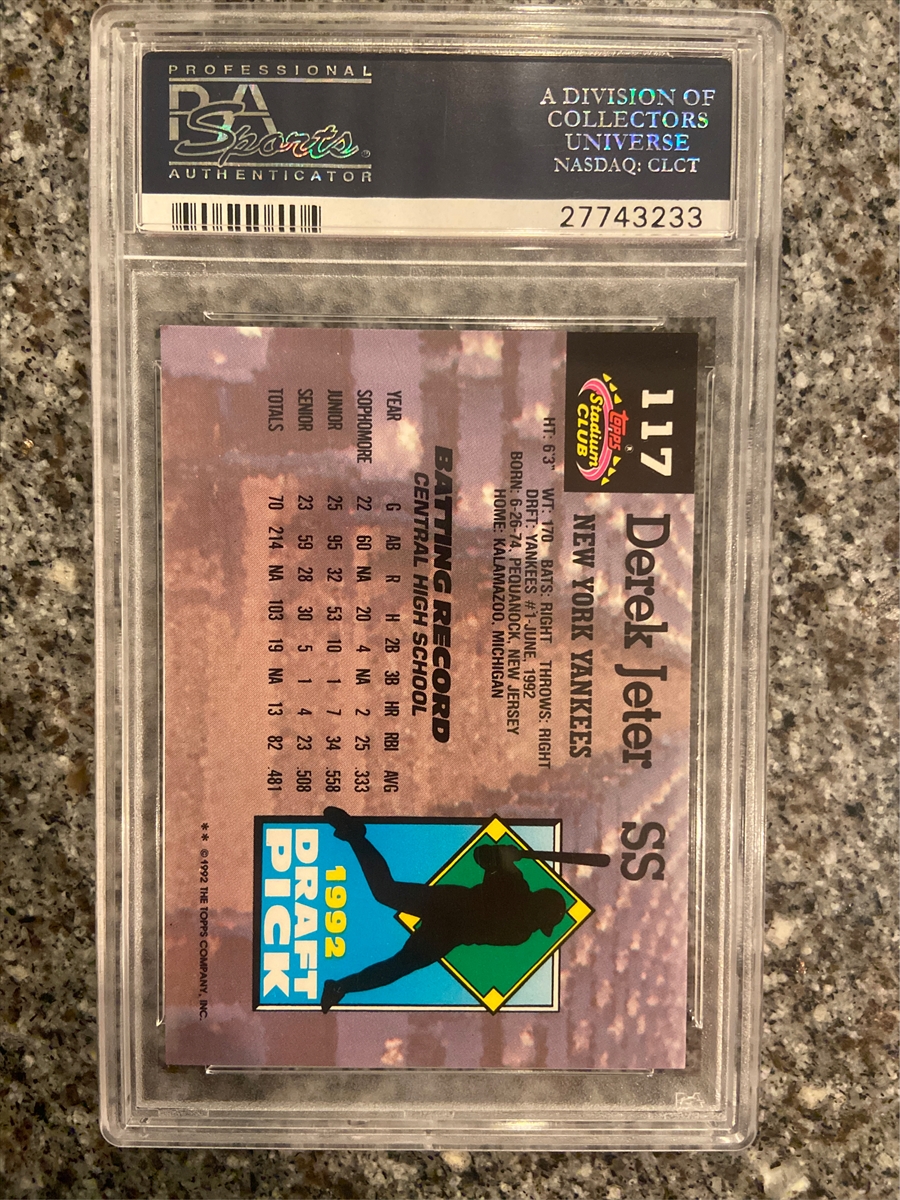 PROFESSIONAL
PSA
Sports
AUTHENTICATOR
A DIVISION OF
COLLECTORS
UNIVERSE
NASDAQ: CLCT
27743233
117
TOPPS
Stadium
CLUB
Derek Jeter SS
NEW YORK YANKEES
HT: 6'3" WT: 170 BATS: RIGHT THROWS: RIGHT
DRFT: YANKEES #1-JUNE, 1992
BORN: 6-26-74, PEQUANOCK, NEW JERSEY
HOME: KALAMAZOO, MICHIGAN
BATTING RECORD
CENTRAL HIGH SCHOOL
YEAR G AB R H 2B 3B HR RBI AVG
SOPHOMORE 22 60 NA 20 4 NA 2 25 .333
JUNIOR 25 95 32 53 10 1 7 34 .558
SENIOR 23 59 28 30 5 1 4 23 .508
TOTALS 70 214 NA 103 19 NA 13 82 .481
1992
DRAFT
PICK
** © 1992 THE TOPPS COMPANY, INC.